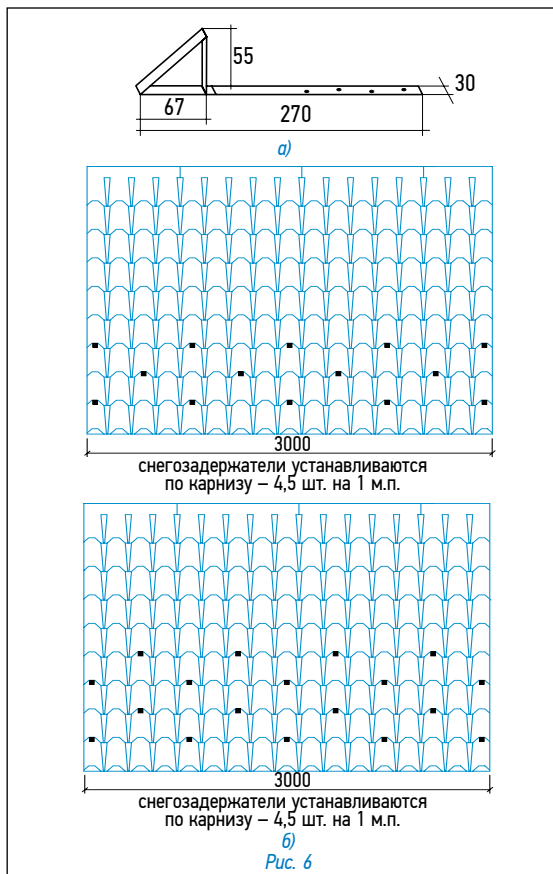 55
30
67
270
а)
3000
снегозадержатели устанавливаются
по карнизу – 4,5 шт. на 1 м.п.
3000
снегозадержатели устанавливаются
по карнизу – 4,5 шт. на 1 м.п.
б)
Рис. 6